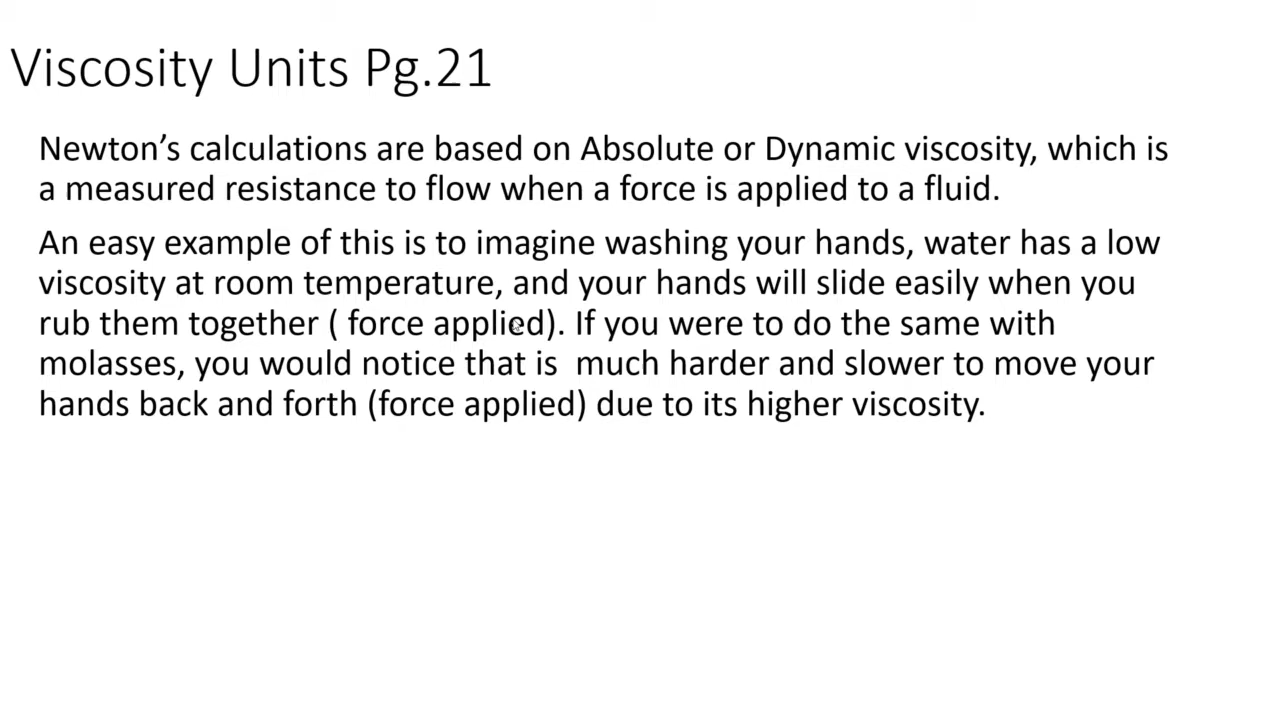 Viscosity Units Pg.21
Newton’s calculations are based on Absolute or Dynamic viscosity, which is
a measured resistance to flow when a force is applied to a fluid.
An easy example of this is to imagine washing your hands, water has a low
viscosity at room temperature, and your hands will slide easily when you
rub them together ( force applied). If you were to do the same with
molasses, you would notice that is  much harder and slower to move your
hands back and forth (force applied) due to its higher viscosity.